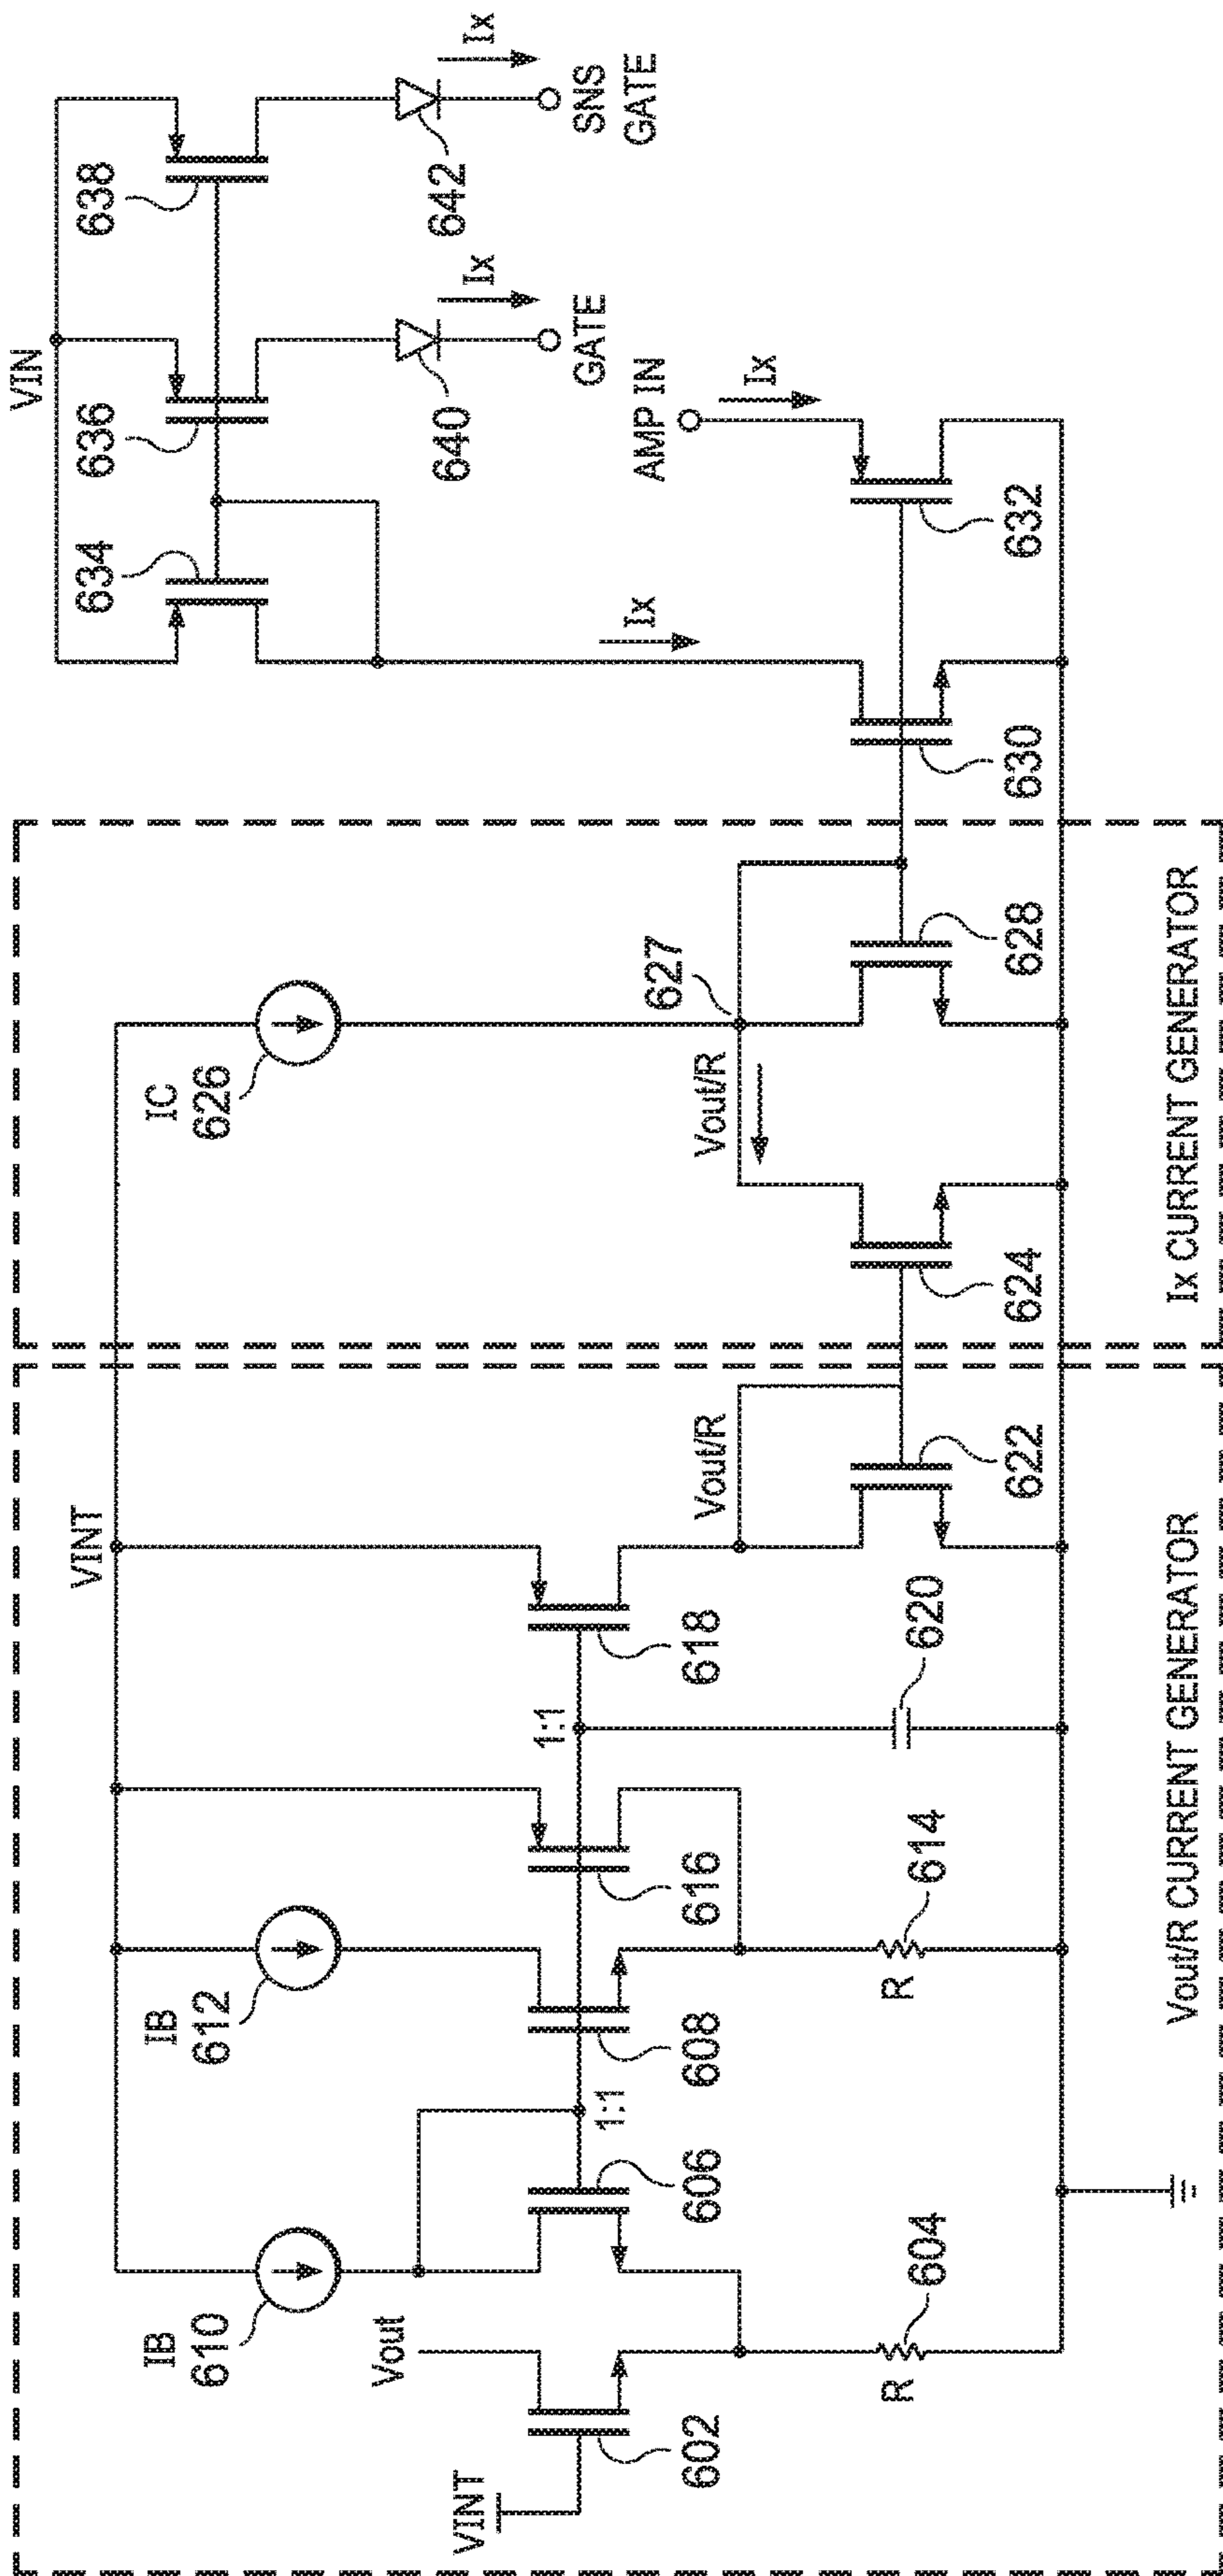 VINT
602
Vout
IB
610
R
604
606
1:1
IB
612
608
R
614
616
1:1
620
618
VINT
Vout/R
622
Vout/R CURRENT GENERATOR
624
Vout/R
IC
626
627
628
Ix CURRENT GENERATOR
630
Ix
632
AMP IN
Ix
634
VIN
636
640
Ix
GATE
638
642
Ix
SNS
GATE